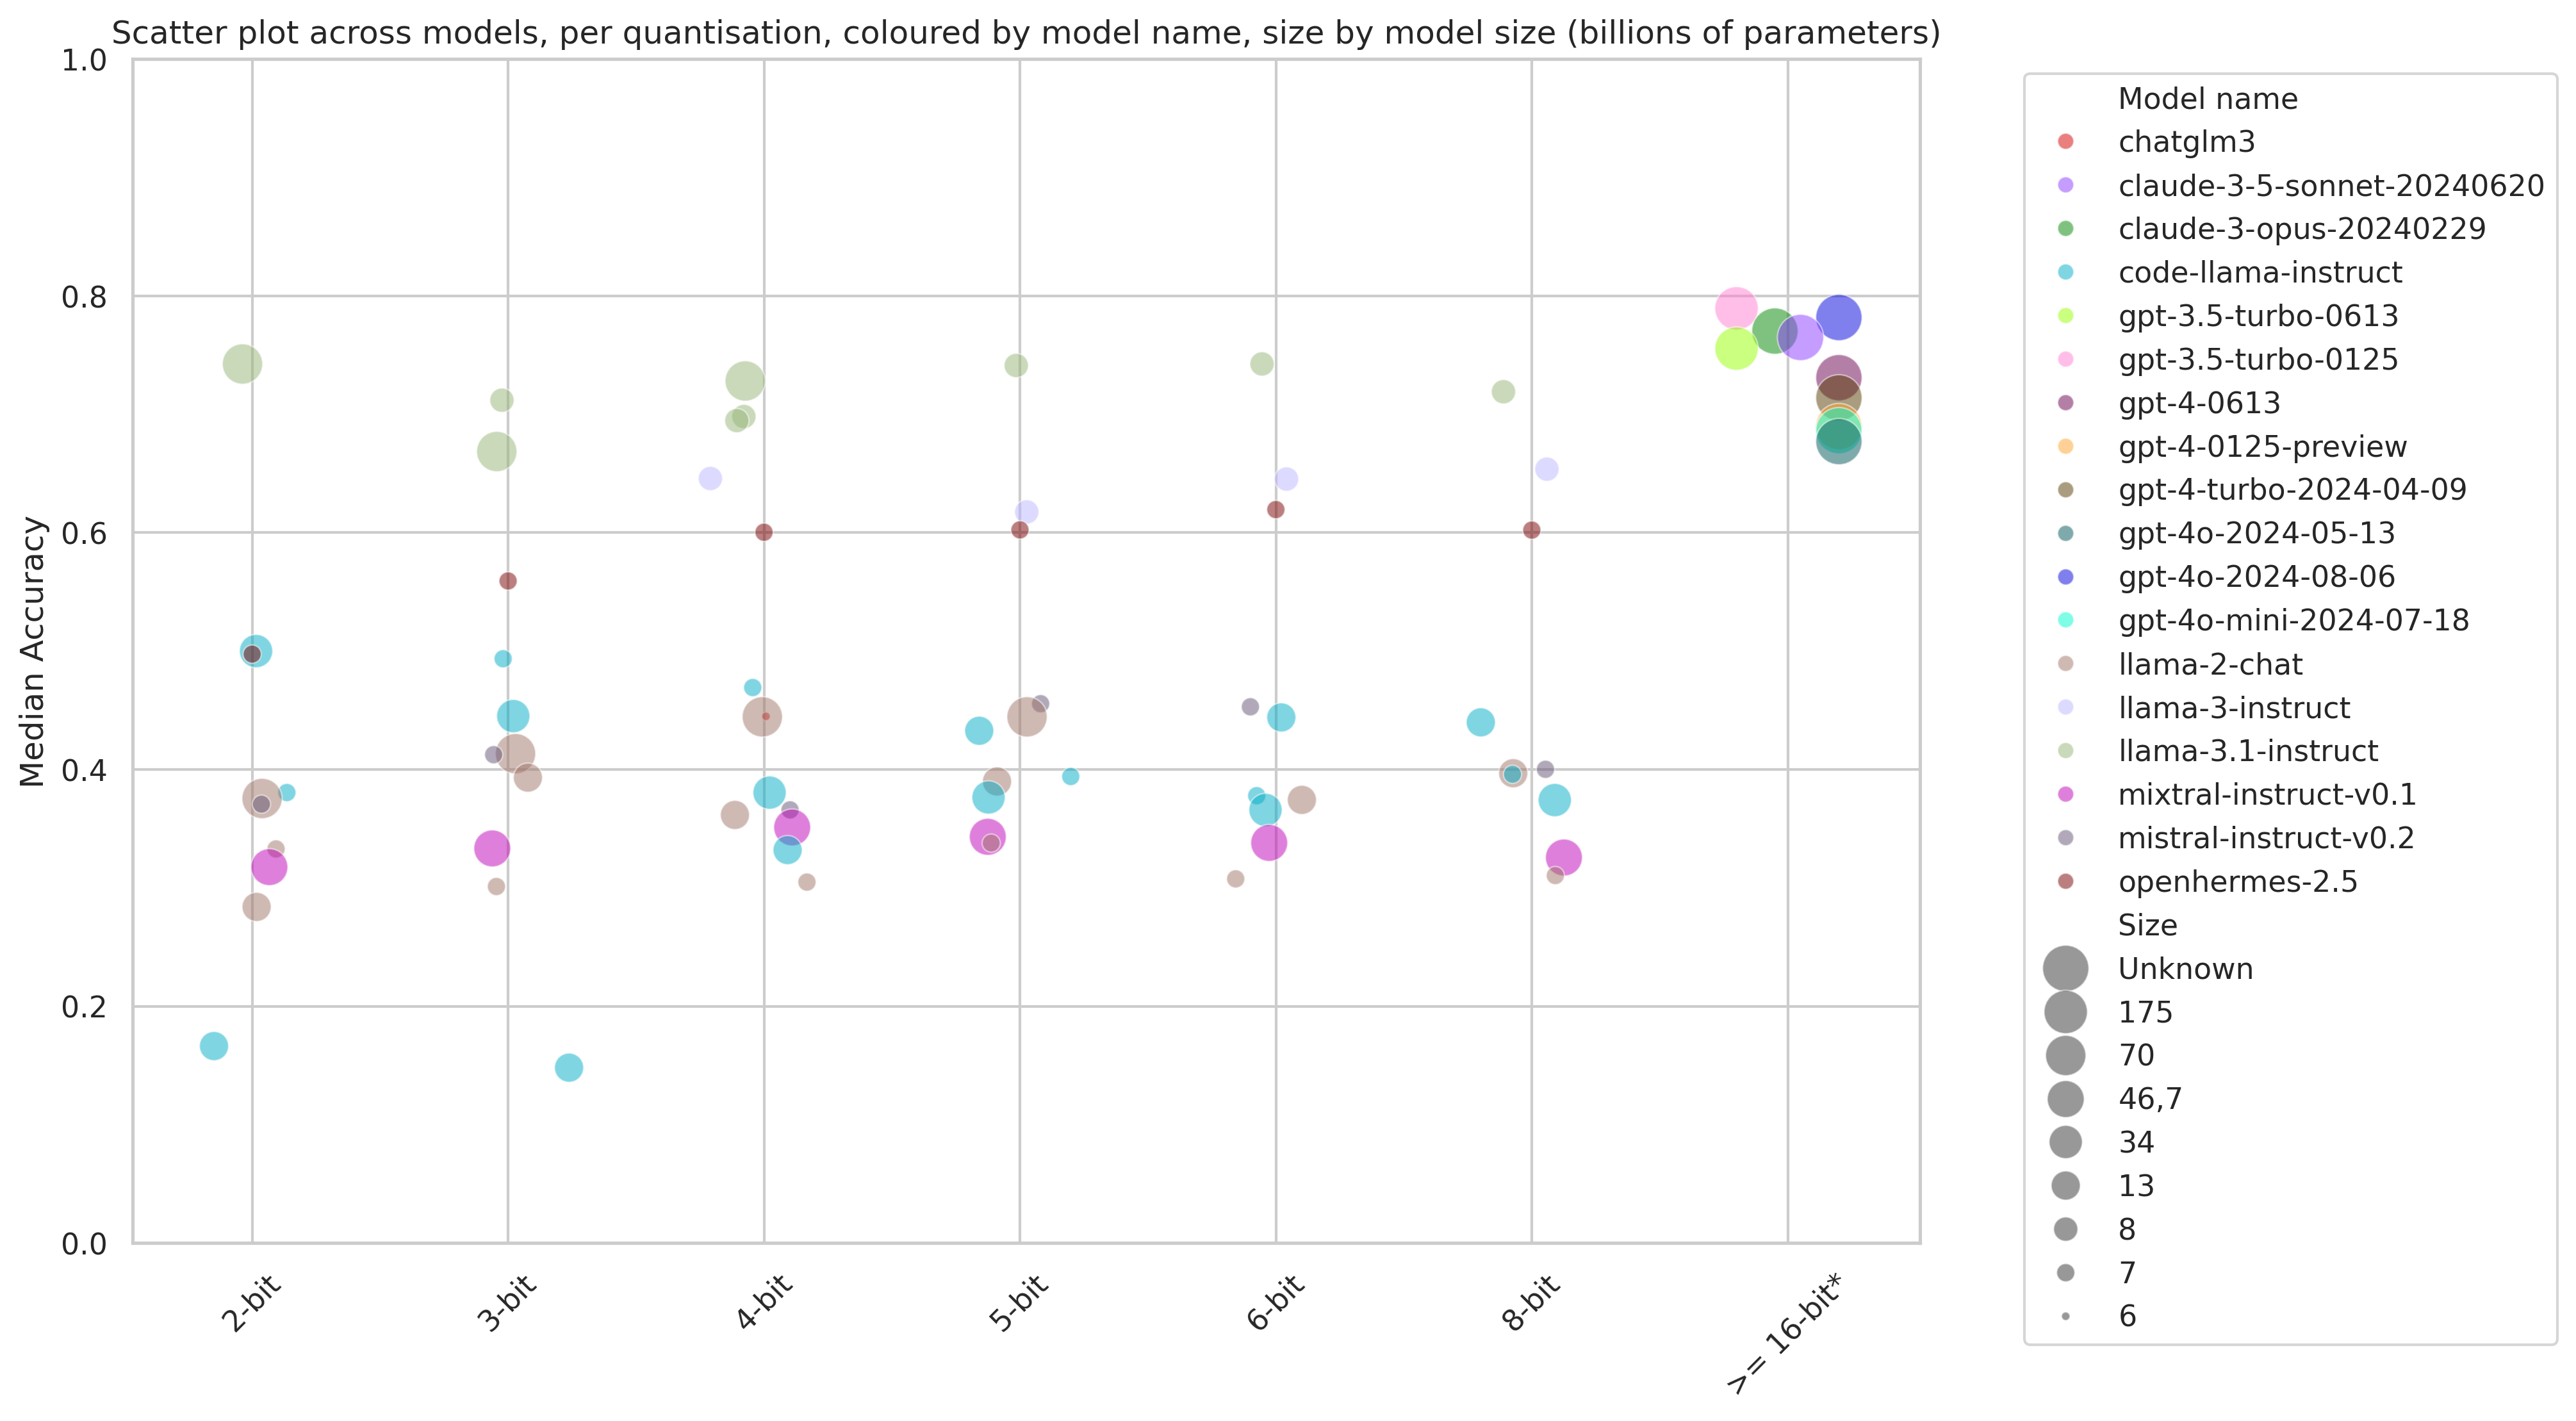 Scatter plot across models, per quantisation, coloured by model name, size by model size (billions of parameters)
Median Accuracy
1.0
0.8
0.6
0.4
0.2
0.0
2-bit
3-bit
4-bit
5-bit
6-bit
8-bit
>= 16-bit*
Model name
chatglm3
claude-3-5-sonnet-20240620
claude-3-opus-20240229
code-llama-instruct
gpt-3.5-turbo-0613
gpt-3.5-turbo-0125
gpt-4-0613
gpt-4-0125-preview
gpt-4-turbo-2024-04-09
gpt-4o-2024-05-13
gpt-4o-2024-08-06
gpt-4o-mini-2024-07-18
llama-2-chat
llama-3-instruct
llama-3.1-instruct
mixtral-instruct-v0.1
mistral-instruct-v0.2
openhermes-2.5
Size
Unknown
175
70
46,7
34
13
8
7
6